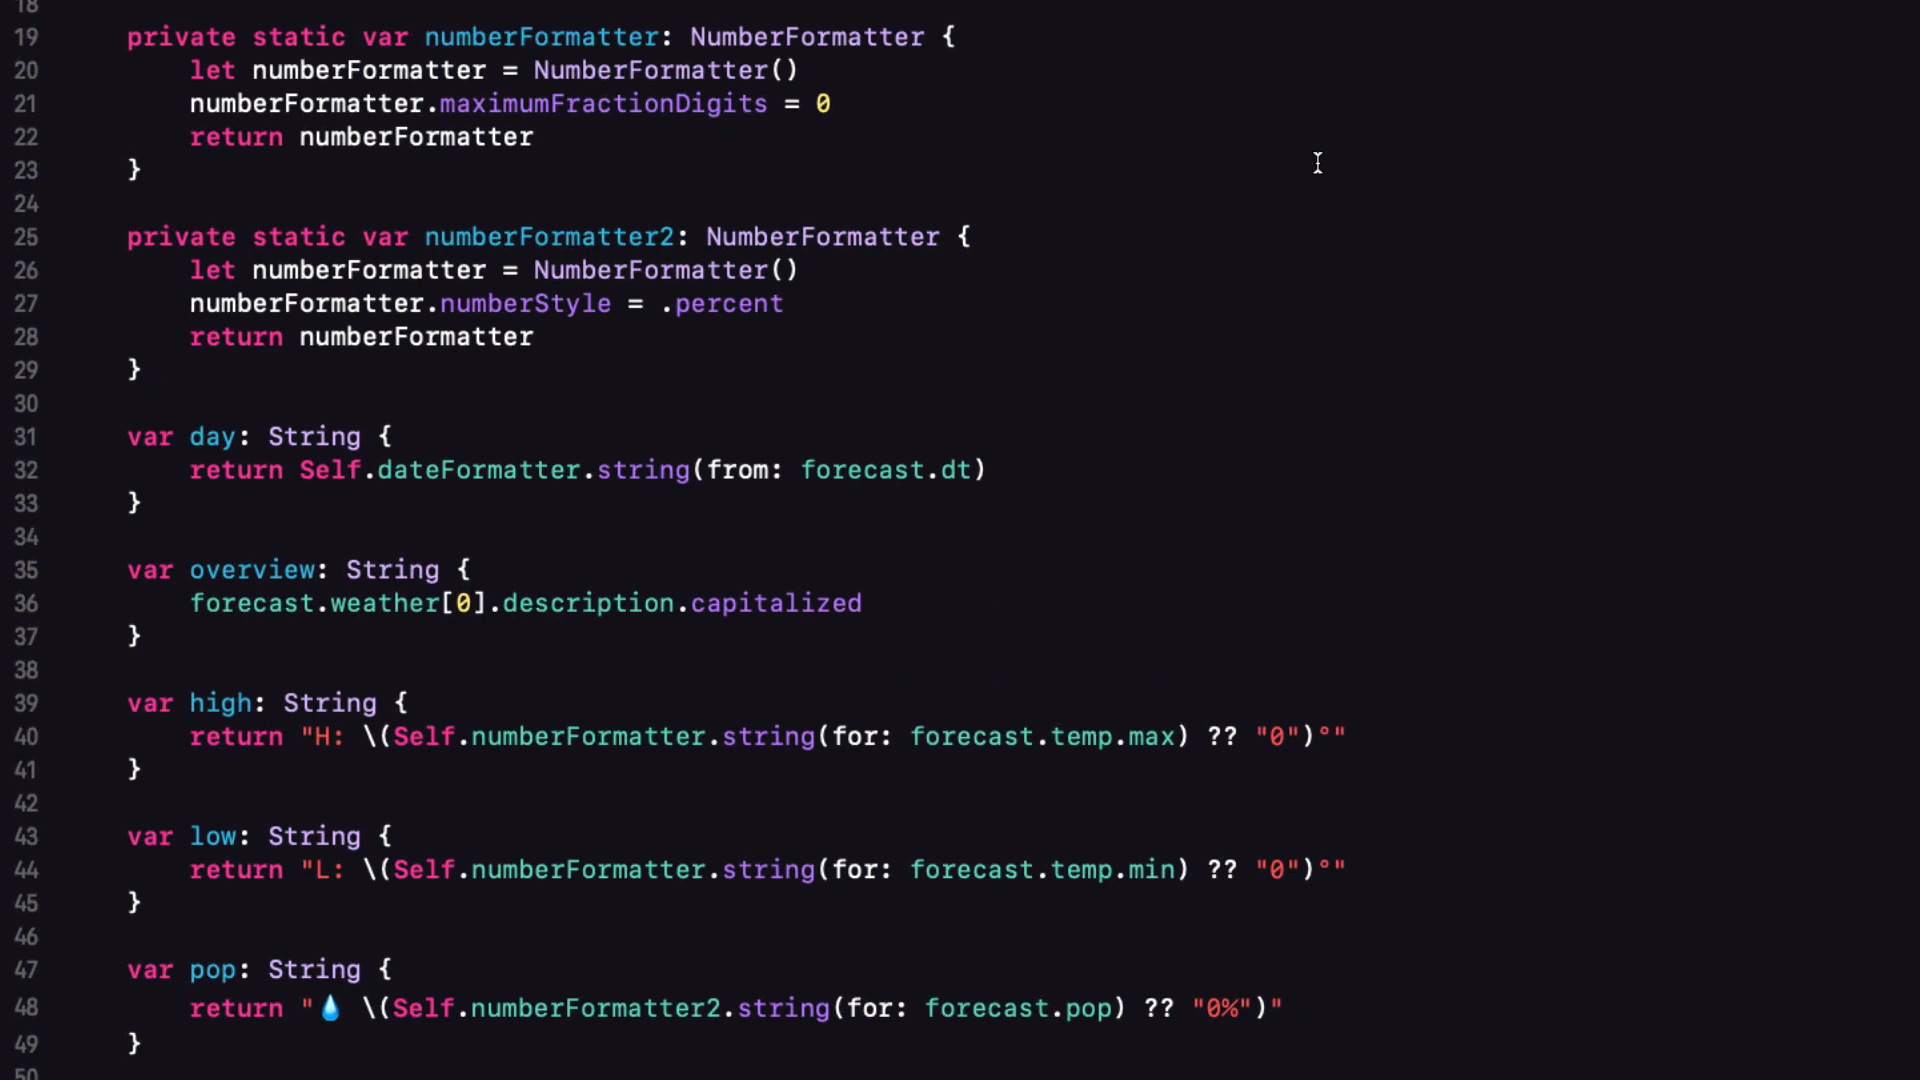 18
19 private static var numberFormatter: NumberFormatter {
20 let numberFormatter = NumberFormatter()
21 numberFormatter.maximumFractionDigits = 0
22 return numberFormatter
23 }
24
25 private static var numberFormatter2: NumberFormatter {
26 let numberFormatter = NumberFormatter()
27 numberFormatter.numberStyle = .percent
28 return numberFormatter
29 }
30
31 var day: String {
32 return Self.dateFormatter.string(from: forecast.dt)
33 }
34
35 var overview: String {
36 forecast.weather[0].description.capitalized
37 }
38
39 var high: String {
40 return "H: \(Self.numberFormatter.string(for: forecast.temp.max) ?? "0")°"
41 }
42
43 var low: String {
44 return "L: \(Self.numberFormatter.string(for: forecast.temp.min) ?? "0")°"
45 }
46
47 var pop: String {
48 return "💧 \(Self.numberFormatter2.string(for: forecast.pop) ?? "0%")"
49 }
50